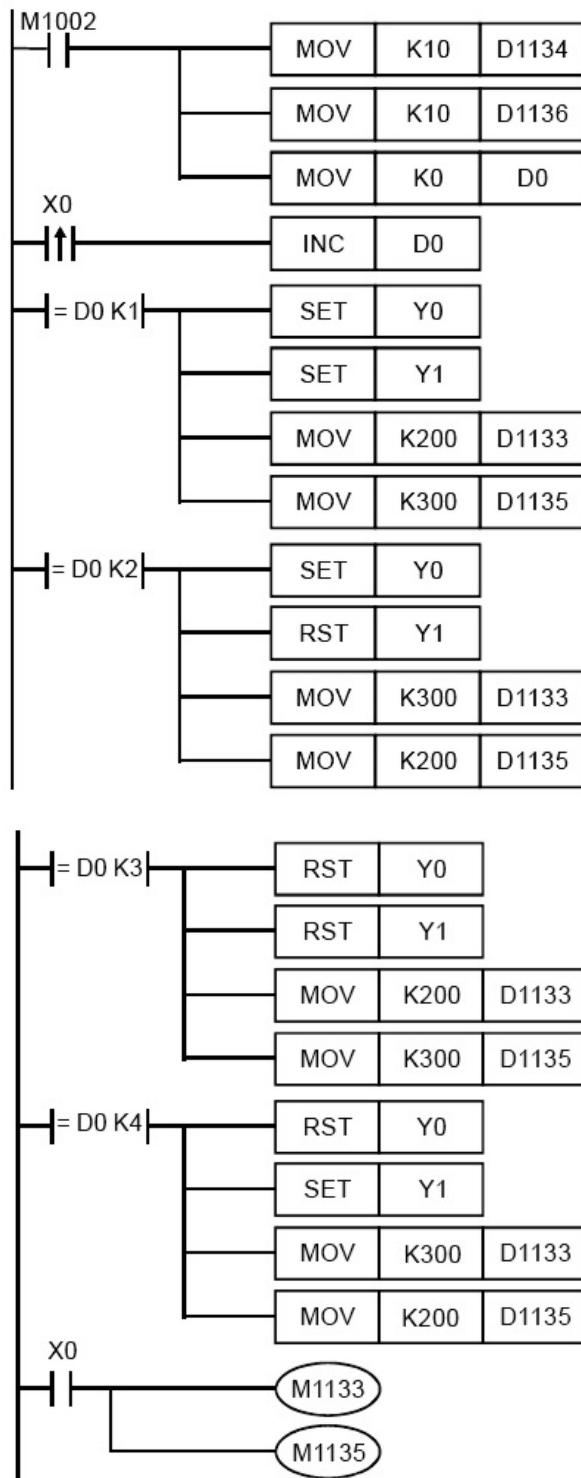 M1002
MOV K10 D1134
MOV K10 D1136
MOV K0 D0
X0
INC D0
= D0 K1 SET Y0
SET Y1
MOV K200 D1133
MOV K300 D1135
= D0 K2 SET Y0
RST Y1
MOV K300 D1133
MOV K200 D1135
= D0 K3 RST Y0
RST Y1
MOV K200 D1133
MOV K300 D1135
= D0 K4 RST Y0
SET Y1
MOV K300 D1133
MOV K200 D1135
X0
M1133
M1135